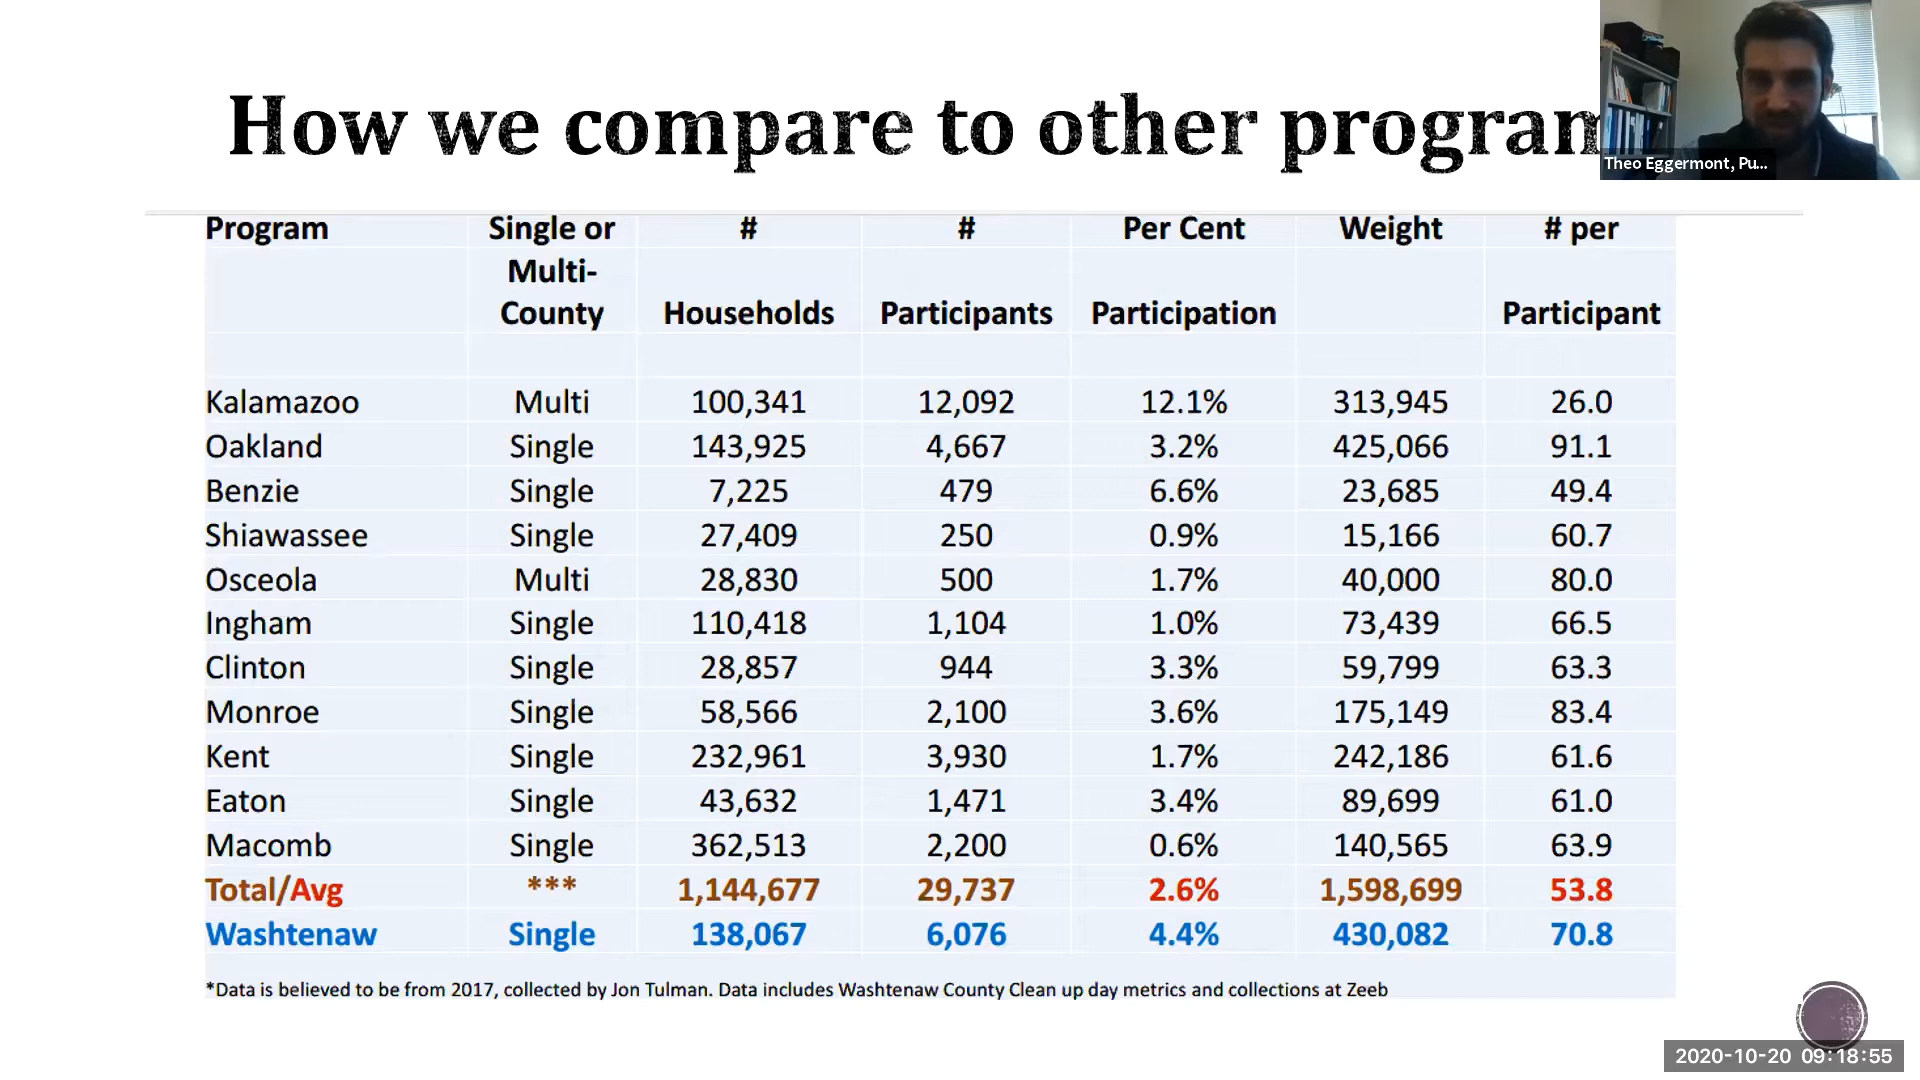 How we compare to other program
Theo Eggermont, Pu...
Program Single or # # Per Cent Weight # per
Multi-
County Households Participants Participation Participant
Kalamazoo Multi 100,341 12,092 12.1% 313,945 26.0
Oakland Single 143,925 4,667 3.2% 425,066 91.1
Benzie Single 7,225 479 6.6% 23,685 49.4
Shiawassee Single 27,409 250 0.9% 15,166 60.7
Osceola Multi 28,830 500 1.7% 40,000 80.0
Ingham Single 110,418 1,104 1.0% 73,439 66.5
Clinton Single 28,857 944 3.3% 59,799 63.3
Monroe Single 58,566 2,100 3.6% 175,149 83.4
Kent Single 232,961 3,930 1.7% 242,186 61.6
Eaton Single 43,632 1,471 3.4% 89,699 61.0
Macomb Single 362,513 2,200 0.6% 140,565 63.9
Total/Avg *** 1,144,677 29,737 2.6% 1,598,699 53.8
Washtenaw Single 138,067 6,076 4.4% 430,082 70.8
*Data is believed to be from 2017, collected by Jon Tulman. Data includes Washtenaw County Clean up day metrics and collections at Zeeb
2020-10-20 09:18:55